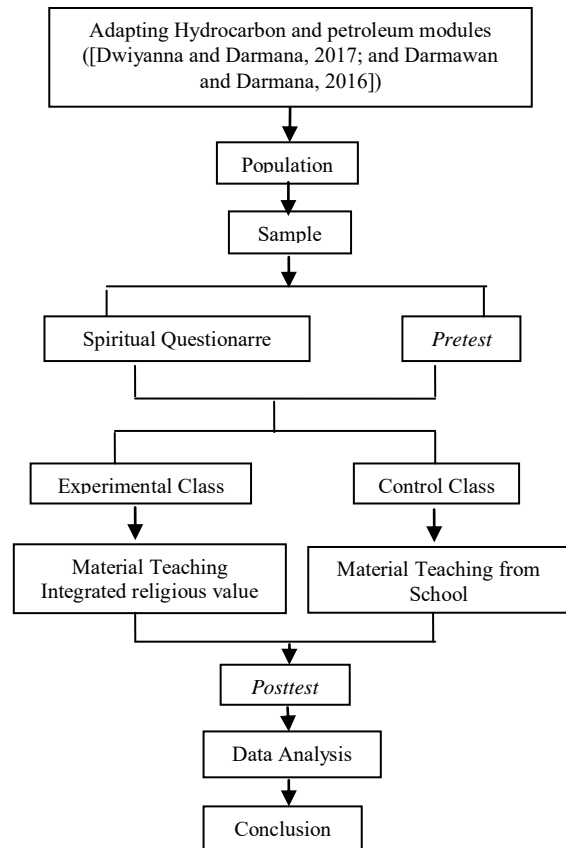 Adapting Hydrocarbon and petroleum modules
([Dwiyanna and Darmana, 2017; and Darmawan
and Darmana, 2016])
Population
Sample
Spiritual Questionarre
Pretest
Experimental Class
Control Class
Material Teaching
Integrated religious value
Material Teaching from
School
Posttest
Data Analysis
Conclusion